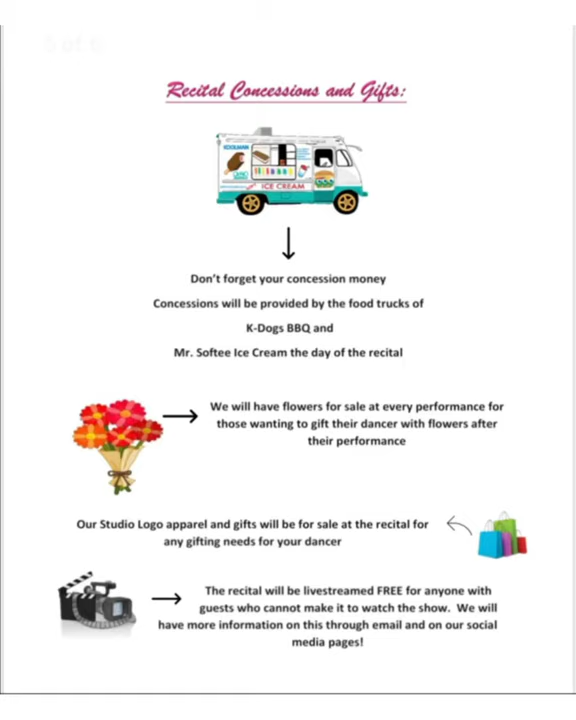 Recital Concessions and Gifts:
KOOLMAN
ICE CREAM
Don't forget your concession money
Concessions will be provided by the food trucks of
K-Dogs BBQ and
Mr. Softee Ice Cream the day of the recital
We will have flowers for sale at every performance for
those wanting to gift their dancer with flowers after
their performance
Our Studio Logo apparel and gifts will be for sale at the recital for
any gifting needs for your dancer
The recital will be livestreamed FREE for anyone with
guests who cannot make it to watch the show. We will
have more information on this through email and on our social
media pages!